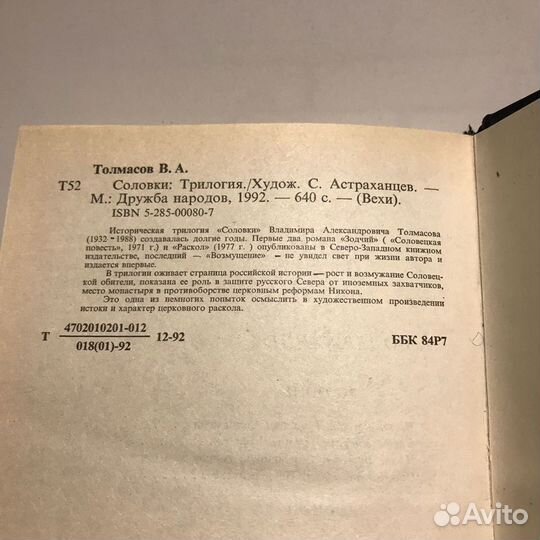 Толмасов В. А.
Т52 Соловки: Трилогия./Худож. С. Астраханцев. —
М.: Дружба народов, 1992. — 640 с. — (Вехи).
ISBN 5-285-00080-7
Историческая трилогия «Соловки» Владимира Александровича Толмасова
(1932 - 1988) создавалась долгие годы. Первые два романа «Зодчий» ( «Соловецкая
повесть», 1971 г.) и «Раскол» (1977 г. ) опубликованы в Северо-Западном книжном
издательстве, последний — «Возмущение» — не увидел свет при жизни автора и
издается впервые.
В трилогии оживает страница российской истории — рост и возмужание Соловец-
кой обители, показана ее роль в защите русского Севера от иноземных захватчиков,
место монастыря в противоборстве церковным реформам Никона.
Это одна из немногих попыток осмыслить в художественном произведении
истоки и характер церковного раскола.
Т 4702010201-012 12-92 ББК 84Р7
018(01)-92
Avito